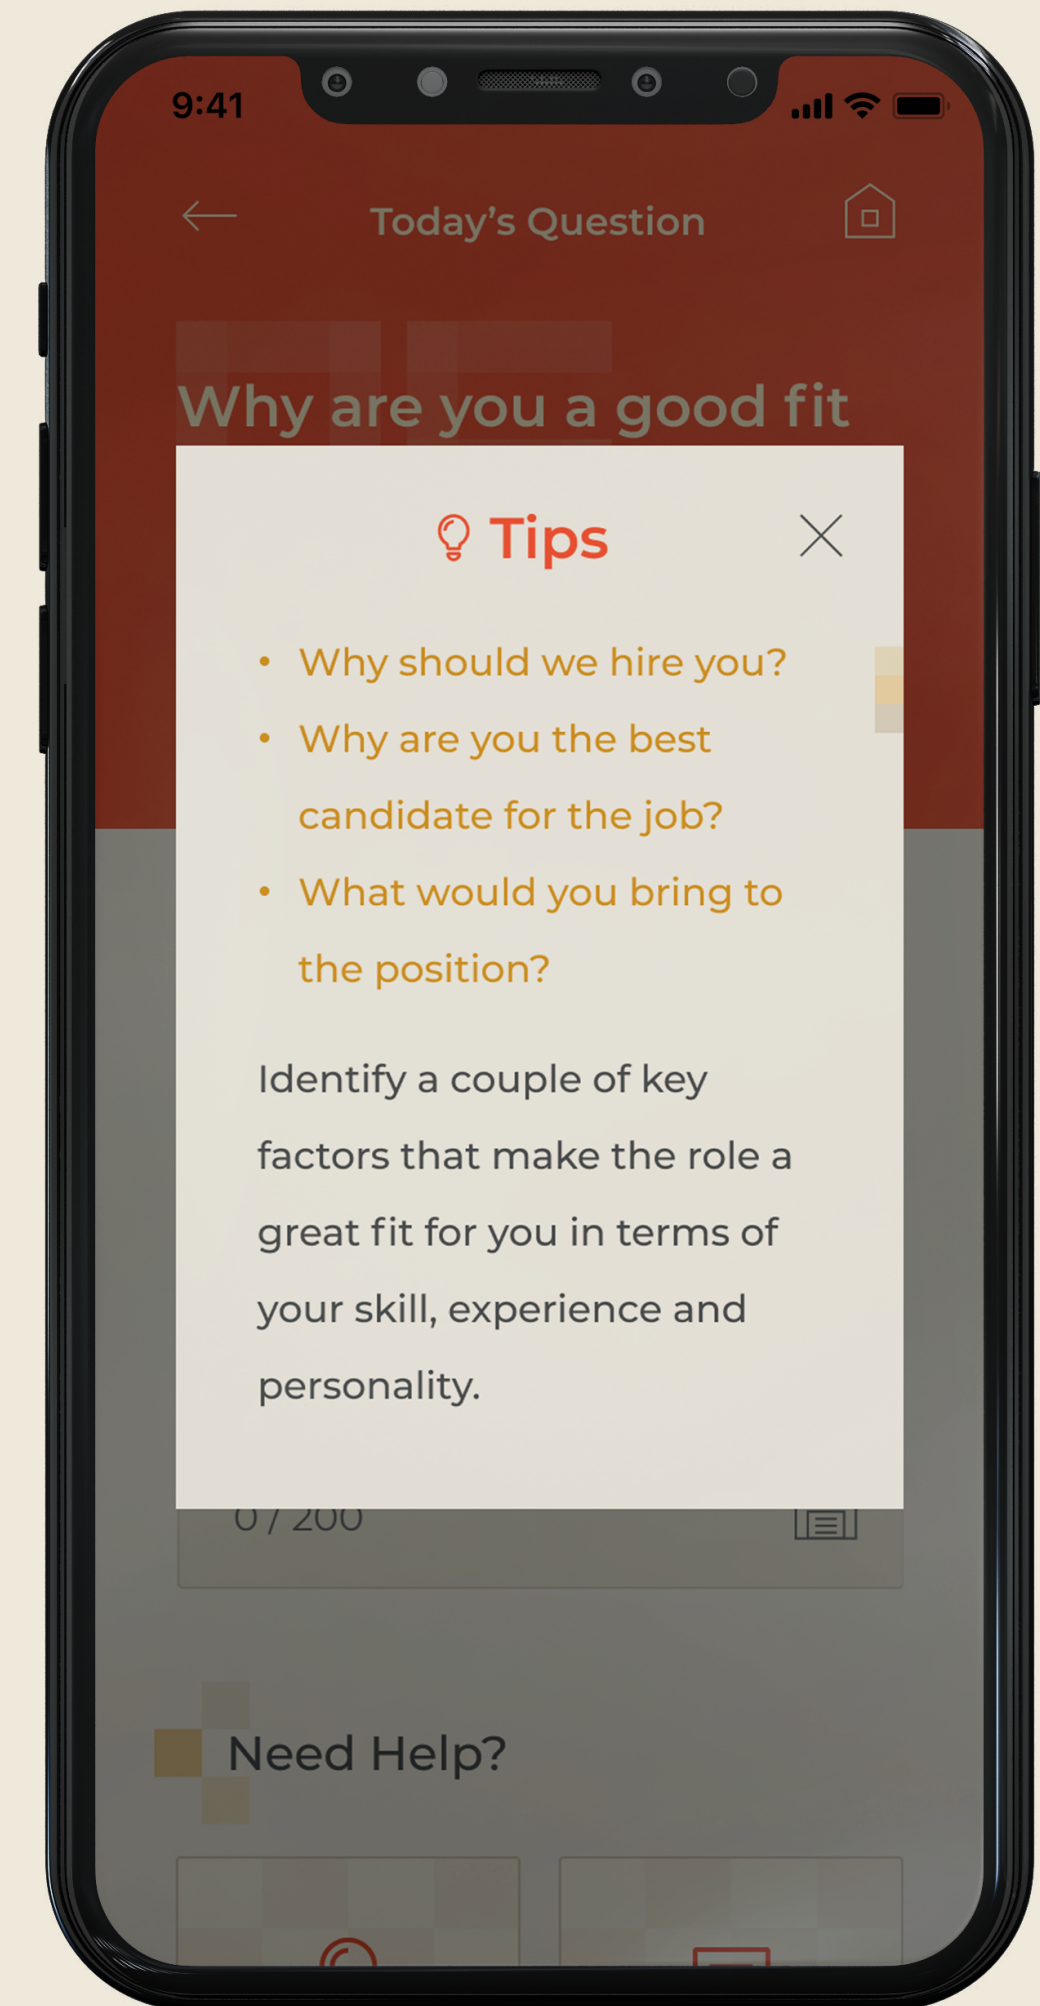 9:41
Today's Question
Why are you a good fit
Tips
• Why should we hire you?
• Why are you the best
candidate for the job?
• What would you bring to
the position?
Identify a couple of key
factors that make the role a
great fit for you in terms of
your skill, experience and
personality.
0 / 200
Need Help?